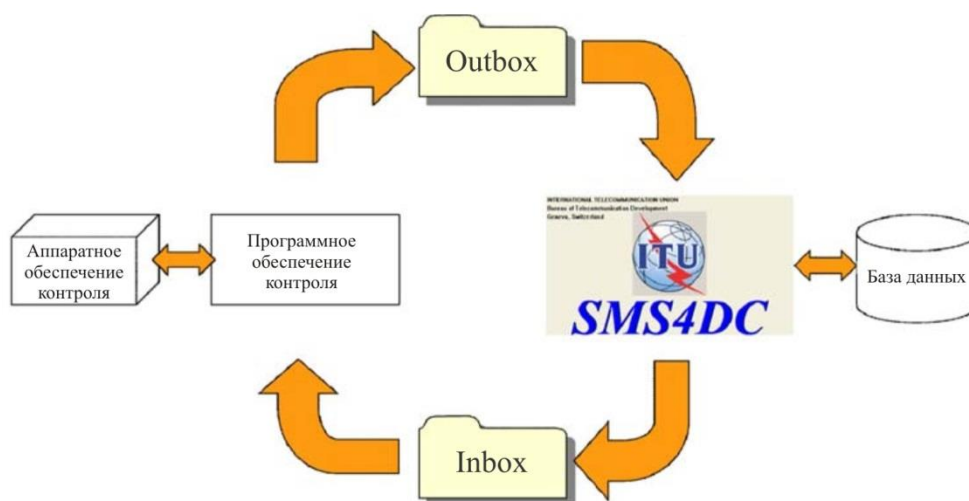 Outbox
INTERNATIONAL TELECOMMUNICATION UNION
Bureau of Telecommunication Development
Geneva, Switzerland
Аппаратное
обеспечение
контроля
Программное
обеспечение
контроля
ITU
SMS4DC
База данных
Inbox